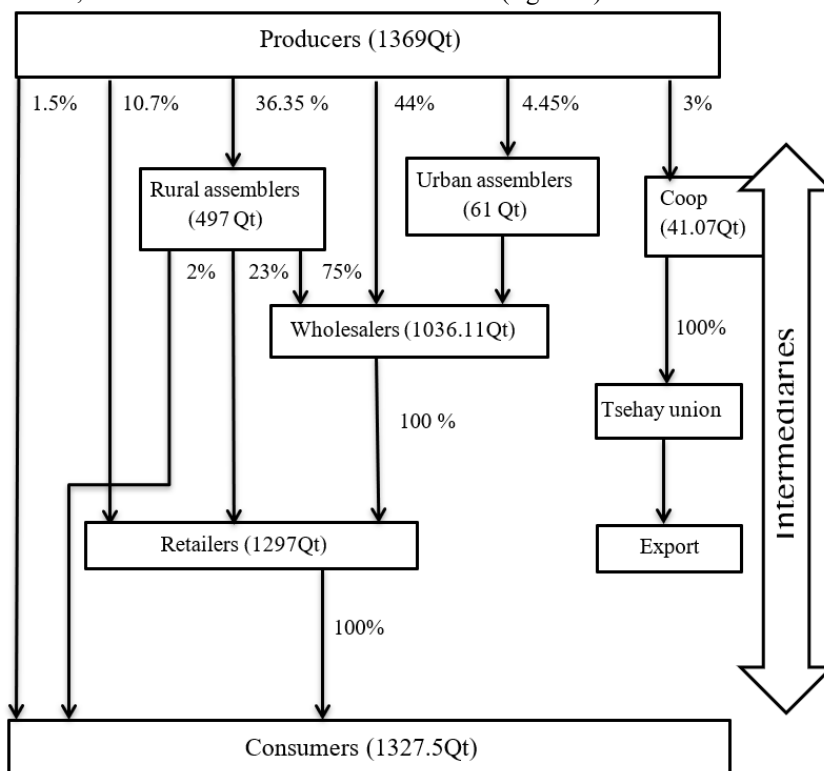 Producers (1369Qt)
1.5%
10.7%
36.35 %
44%
4.45%
3%
Rural assemblers
(497 Qt)
Urban assemblers
(61 Qt)
Coop
(41.07Qt)
2%
23%
75%
Wholesalers (1036.11Qt)
100%
Intermediaries
Tsehay union
100 %
Retailers (1297Qt)
Export
100%
Consumers (1327.5Qt)